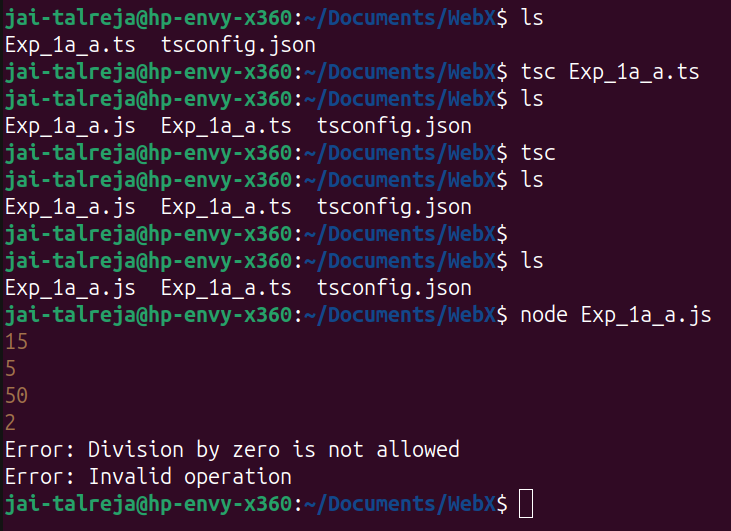 jai-talreja@hp-envy-x360:~/Documents/WebX$ ls
Exp_1a_a.ts  tsconfig.json
jai-talreja@hp-envy-x360:~/Documents/WebX$ tsc Exp_1a_a.ts
jai-talreja@hp-envy-x360:~/Documents/WebX$ ls
Exp_1a_a.js  Exp_1a_a.ts  tsconfig.json
jai-talreja@hp-envy-x360:~/Documents/WebX$ tsc
jai-talreja@hp-envy-x360:~/Documents/WebX$ ls
Exp_1a_a.js  Exp_1a_a.ts  tsconfig.json
jai-talreja@hp-envy-x360:~/Documents/WebX$
jai-talreja@hp-envy-x360:~/Documents/WebX$ ls
Exp_1a_a.js  Exp_1a_a.ts  tsconfig.json
jai-talreja@hp-envy-x360:~/Documents/WebX$ node Exp_1a_a.js
15
5
50
2
Error: Division by zero is not allowed
Error: Invalid operation
jai-talreja@hp-envy-x360:~/Documents/WebX$